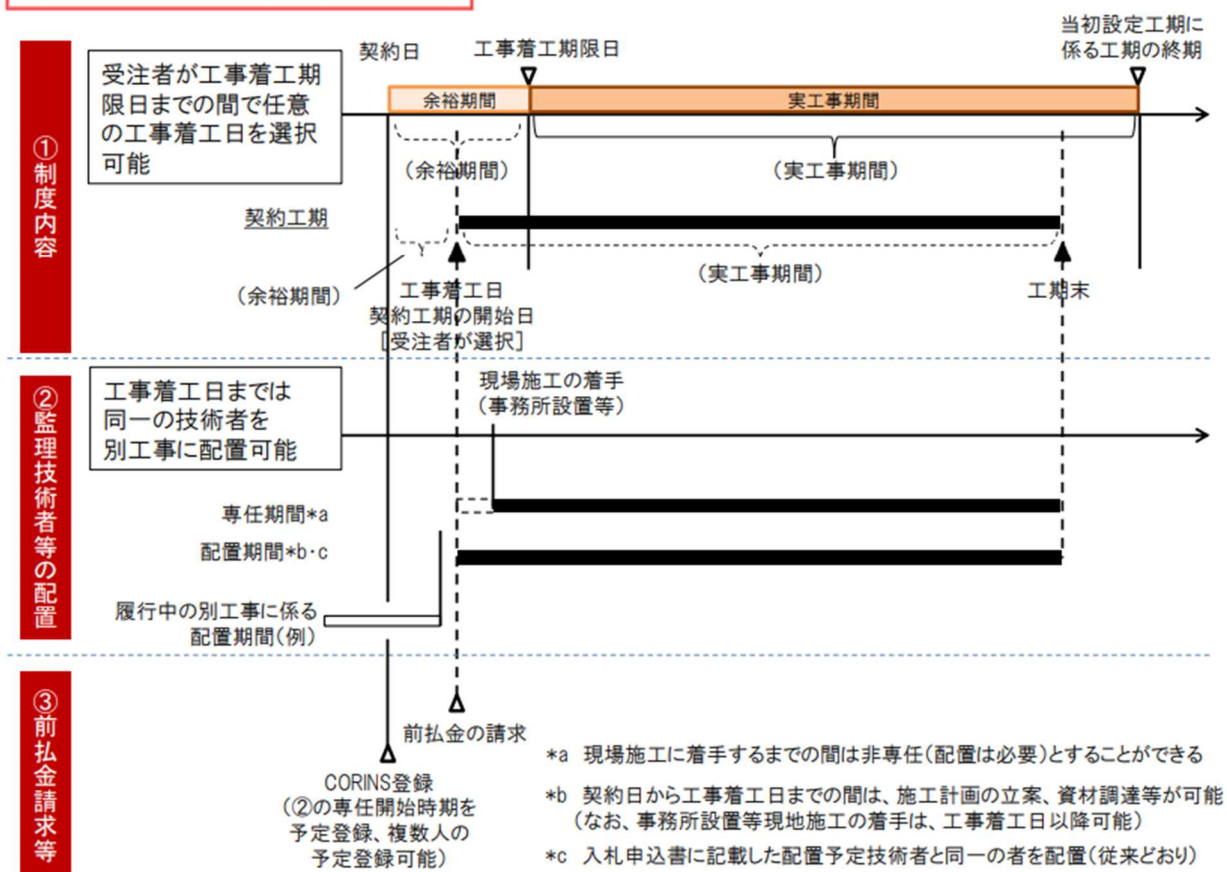 ①制度内容
受注者が工事着工期
限日までの間で任意
の工事着工日を選択
可能
契約日
工事着工期限日
当初設定工期に
係る工期の終期
余裕期間
実工事期間
(余裕期間)
(実工事期間)
契約工期
(余裕期間)
(実工事期間)
工事着工日
契約工期の開始日
[受注者が選択]
工期末
②監理技術者等の配置
工事着工日までは
同一の技術者を
別工事に配置可能
現場施工の着手
(事務所設置等)
専任期間*a
配置期間*b・c
履行中の別工事に係る
配置期間(例)
③前払金請求等
前払金の請求
CORINS登録
(②の専任開始時期を
予定登録、複数人の
予定登録可能)
*a 現場施工に着手するまでの間は非専任(配置は必要)とすることができる
*b 契約日から工事着工日までの間は、施工計画の立案、資材調達等が可能
(なお、事務所設置等現地施工の着手は、工事着工日以降可能)
*c 入札申込書に記載した配置予定技術者と同一の者を配置(従来どおり)